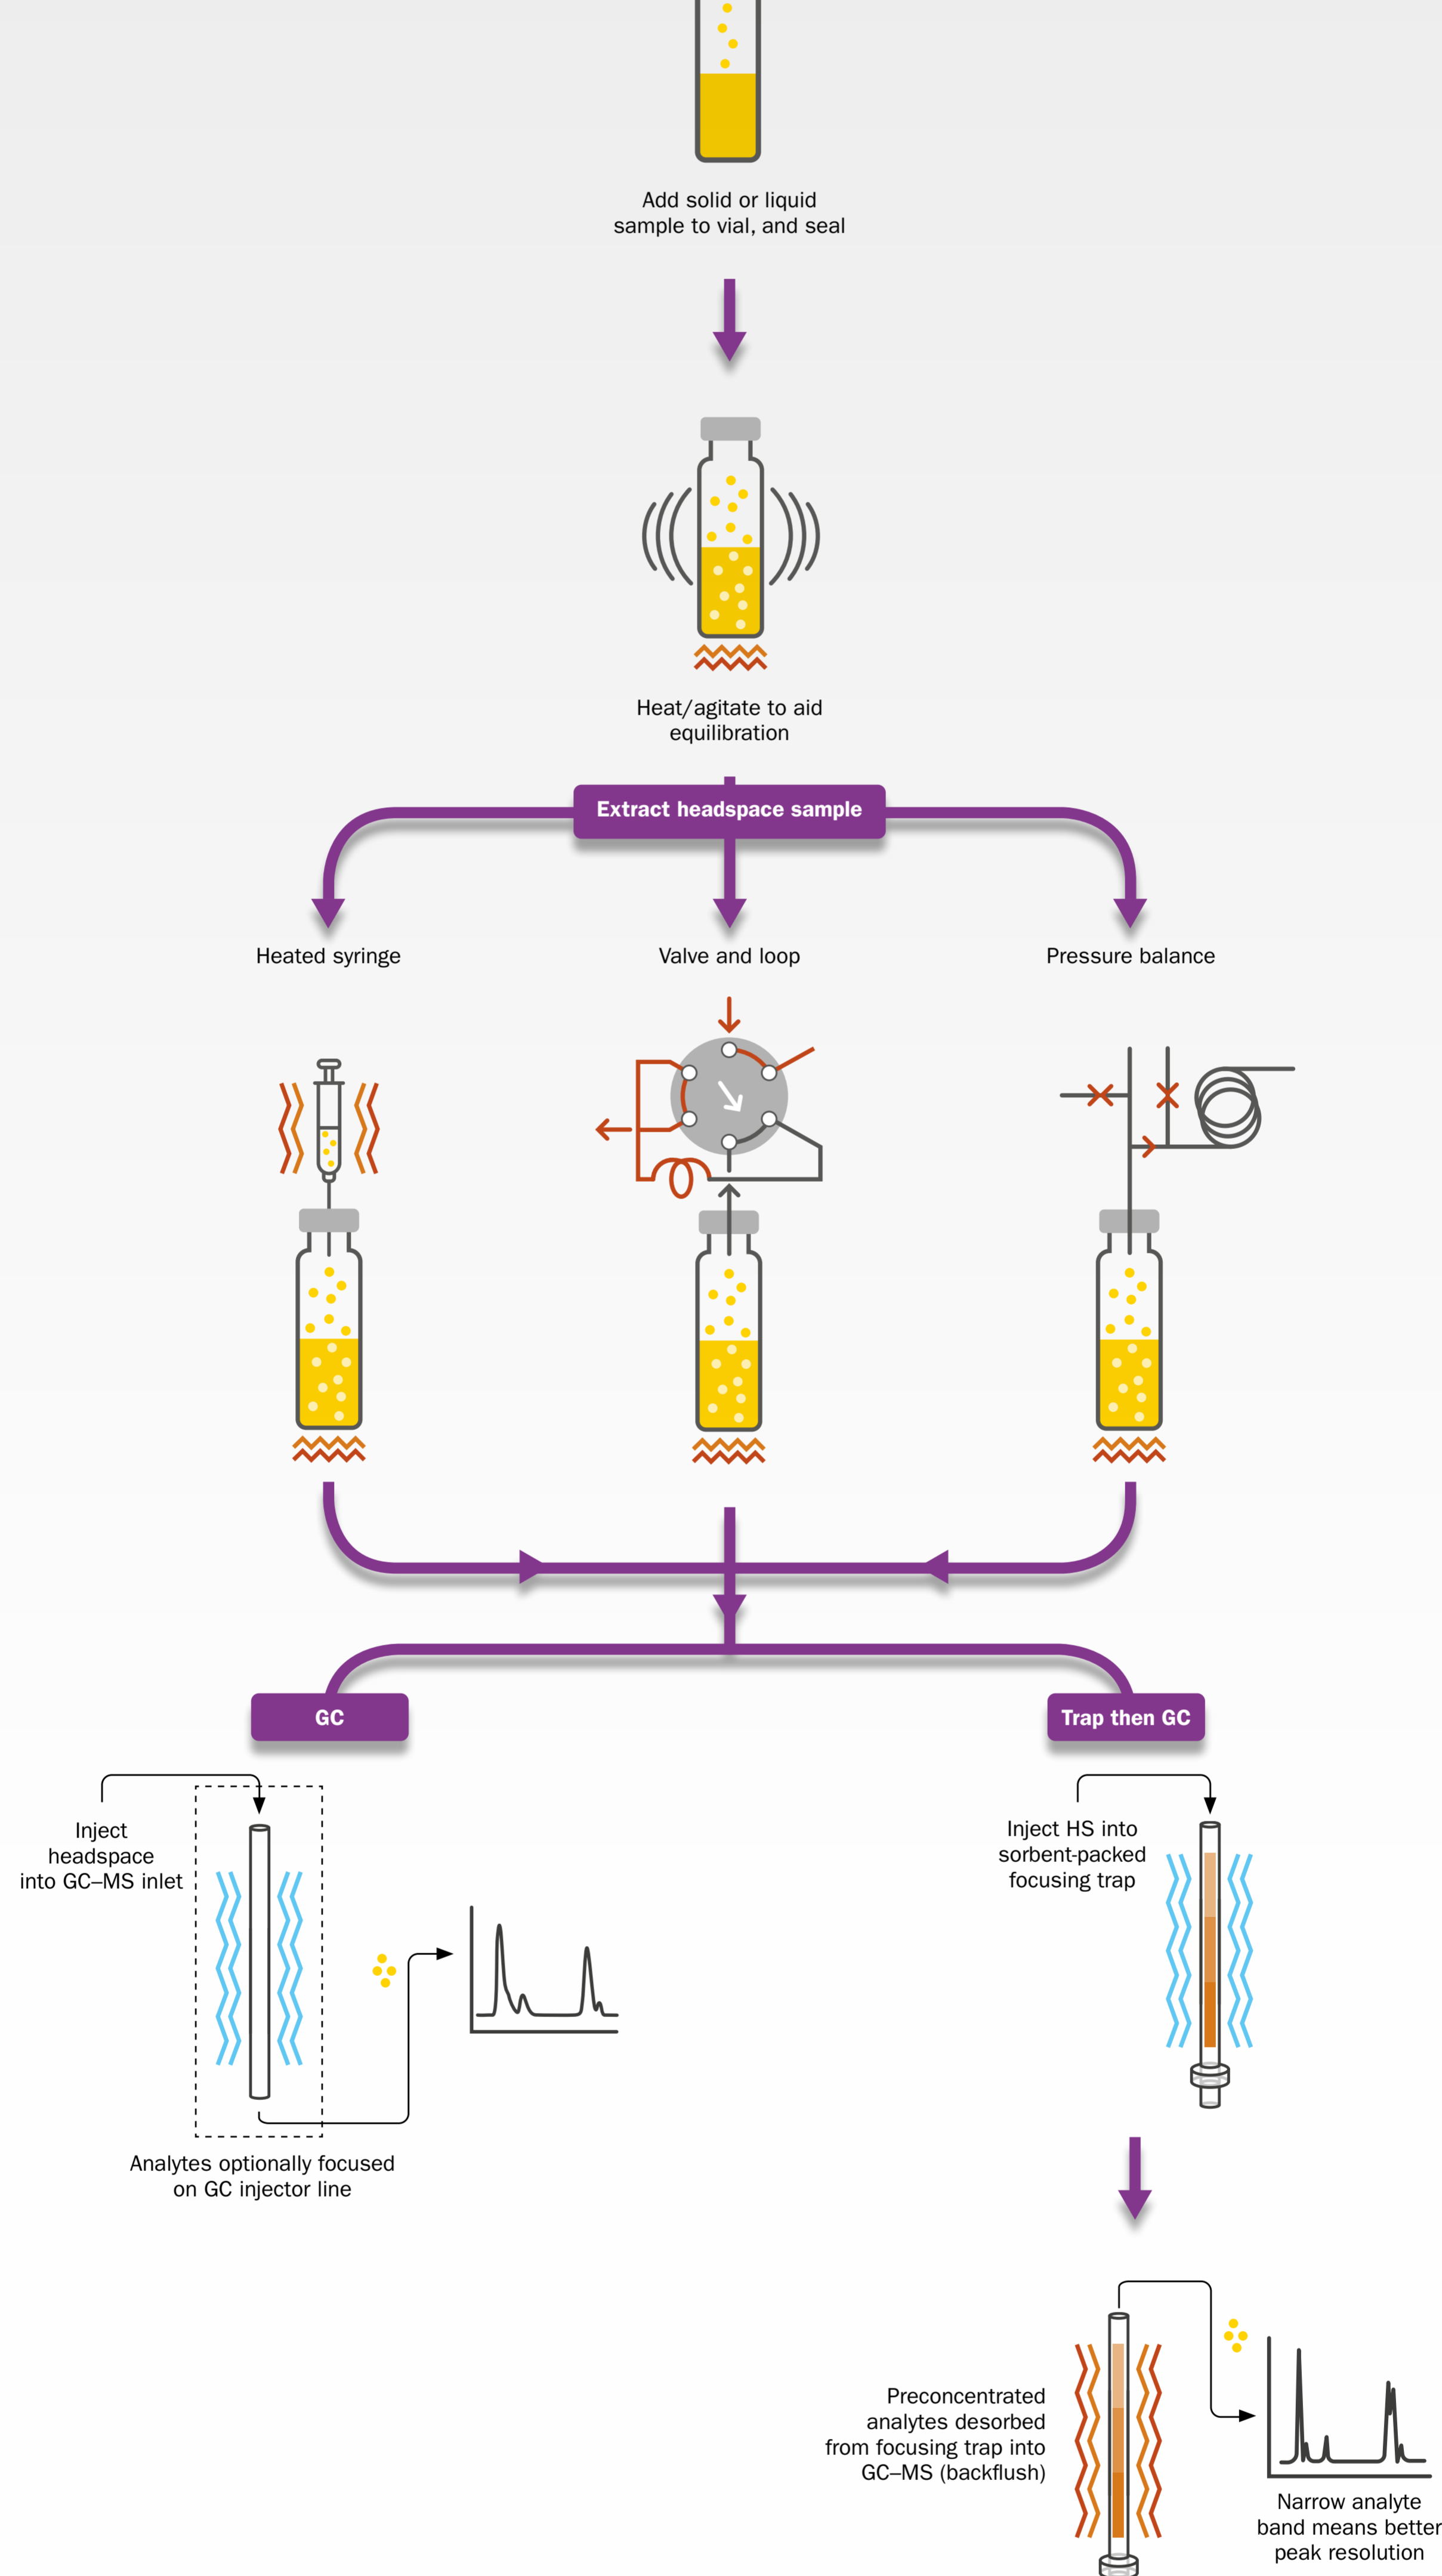 Add solid or liquid
sample to vial, and seal
Heat/agitate to aid
equilibration
Extract headspace sample
Heated syringe
Valve and loop
Pressure balance
GC
Trap then GC
Inject
headspace
into GC–MS inlet
Analytes optionally focused
on GC injector line
Inject HS into
sorbent-packed
focusing trap
Preconcentrated
analytes desorbed
from focusing trap into
GC–MS (backflush)
Narrow analyte
band means better
peak resolution